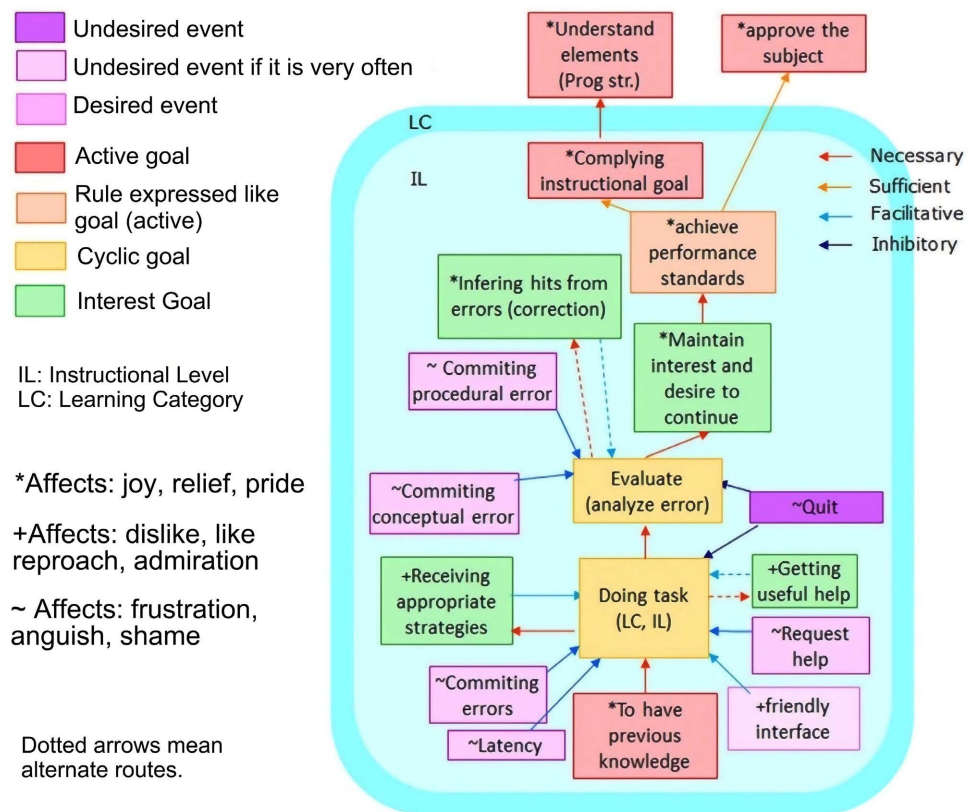 Undesired event
Undesired event if it is very often
Desired event
Active goal
Rule expressed like
goal (active)
Cyclic goal
Interest Goal
IL: Instructional Level
LC: Learning Category
*Affects: joy, relief, pride
+Affects: dislike, like
reproach, admiration
~ Affects: frustration,
anguish, shame
Dotted arrows mean
alternate routes.
*Understand
elements
(Prog str.)
*approve the
subject
LC
IL
*Complying
instructional goal
Necessary
Sufficient
Facilitative
Inhibitory
*achieve
performance
standards
*Infering hits from
errors (correction)
*Maintain
interest and
desire to
continue
~ Commiting
procedural error
Evaluate
(analyze error)
~Commiting
conceptual error
~Quit
+Receiving
appropriate
strategies
Doing task
(LC, IL)
+Getting
useful help
~Request
help
~Commiting
errors
~Latency
*To have
previous
knowledge
+friendly
interface